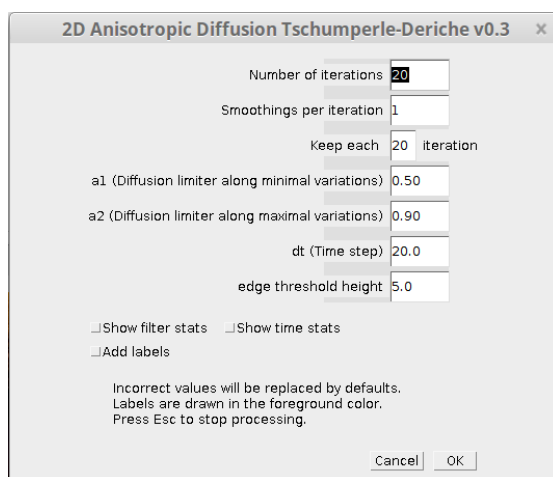 2D Anisotropic Diffusion Tschumperle-Deriche v0.3 ×
Number of iterations 20
Smoothings per iteration 1
Keep each 20 iteration
a1 (Diffusion limiter along minimal variations) 0.50
a2 (Diffusion limiter along maximal variations) 0.90
dt (Time step) 20.0
edge threshold height 5.0
Show filter stats Show time stats
Add labels
Incorrect values will be replaced by defaults.
Labels are drawn in the foreground color.
Press Esc to stop processing.
Cancel OK